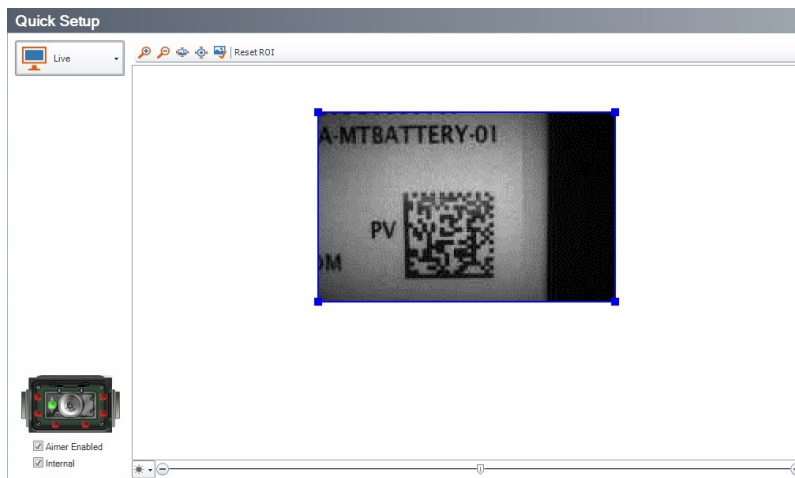 Quick Setup
Live
Reset ROI
A-MTBATTERY-01
PV
OM
Aimer Enabled
Internal